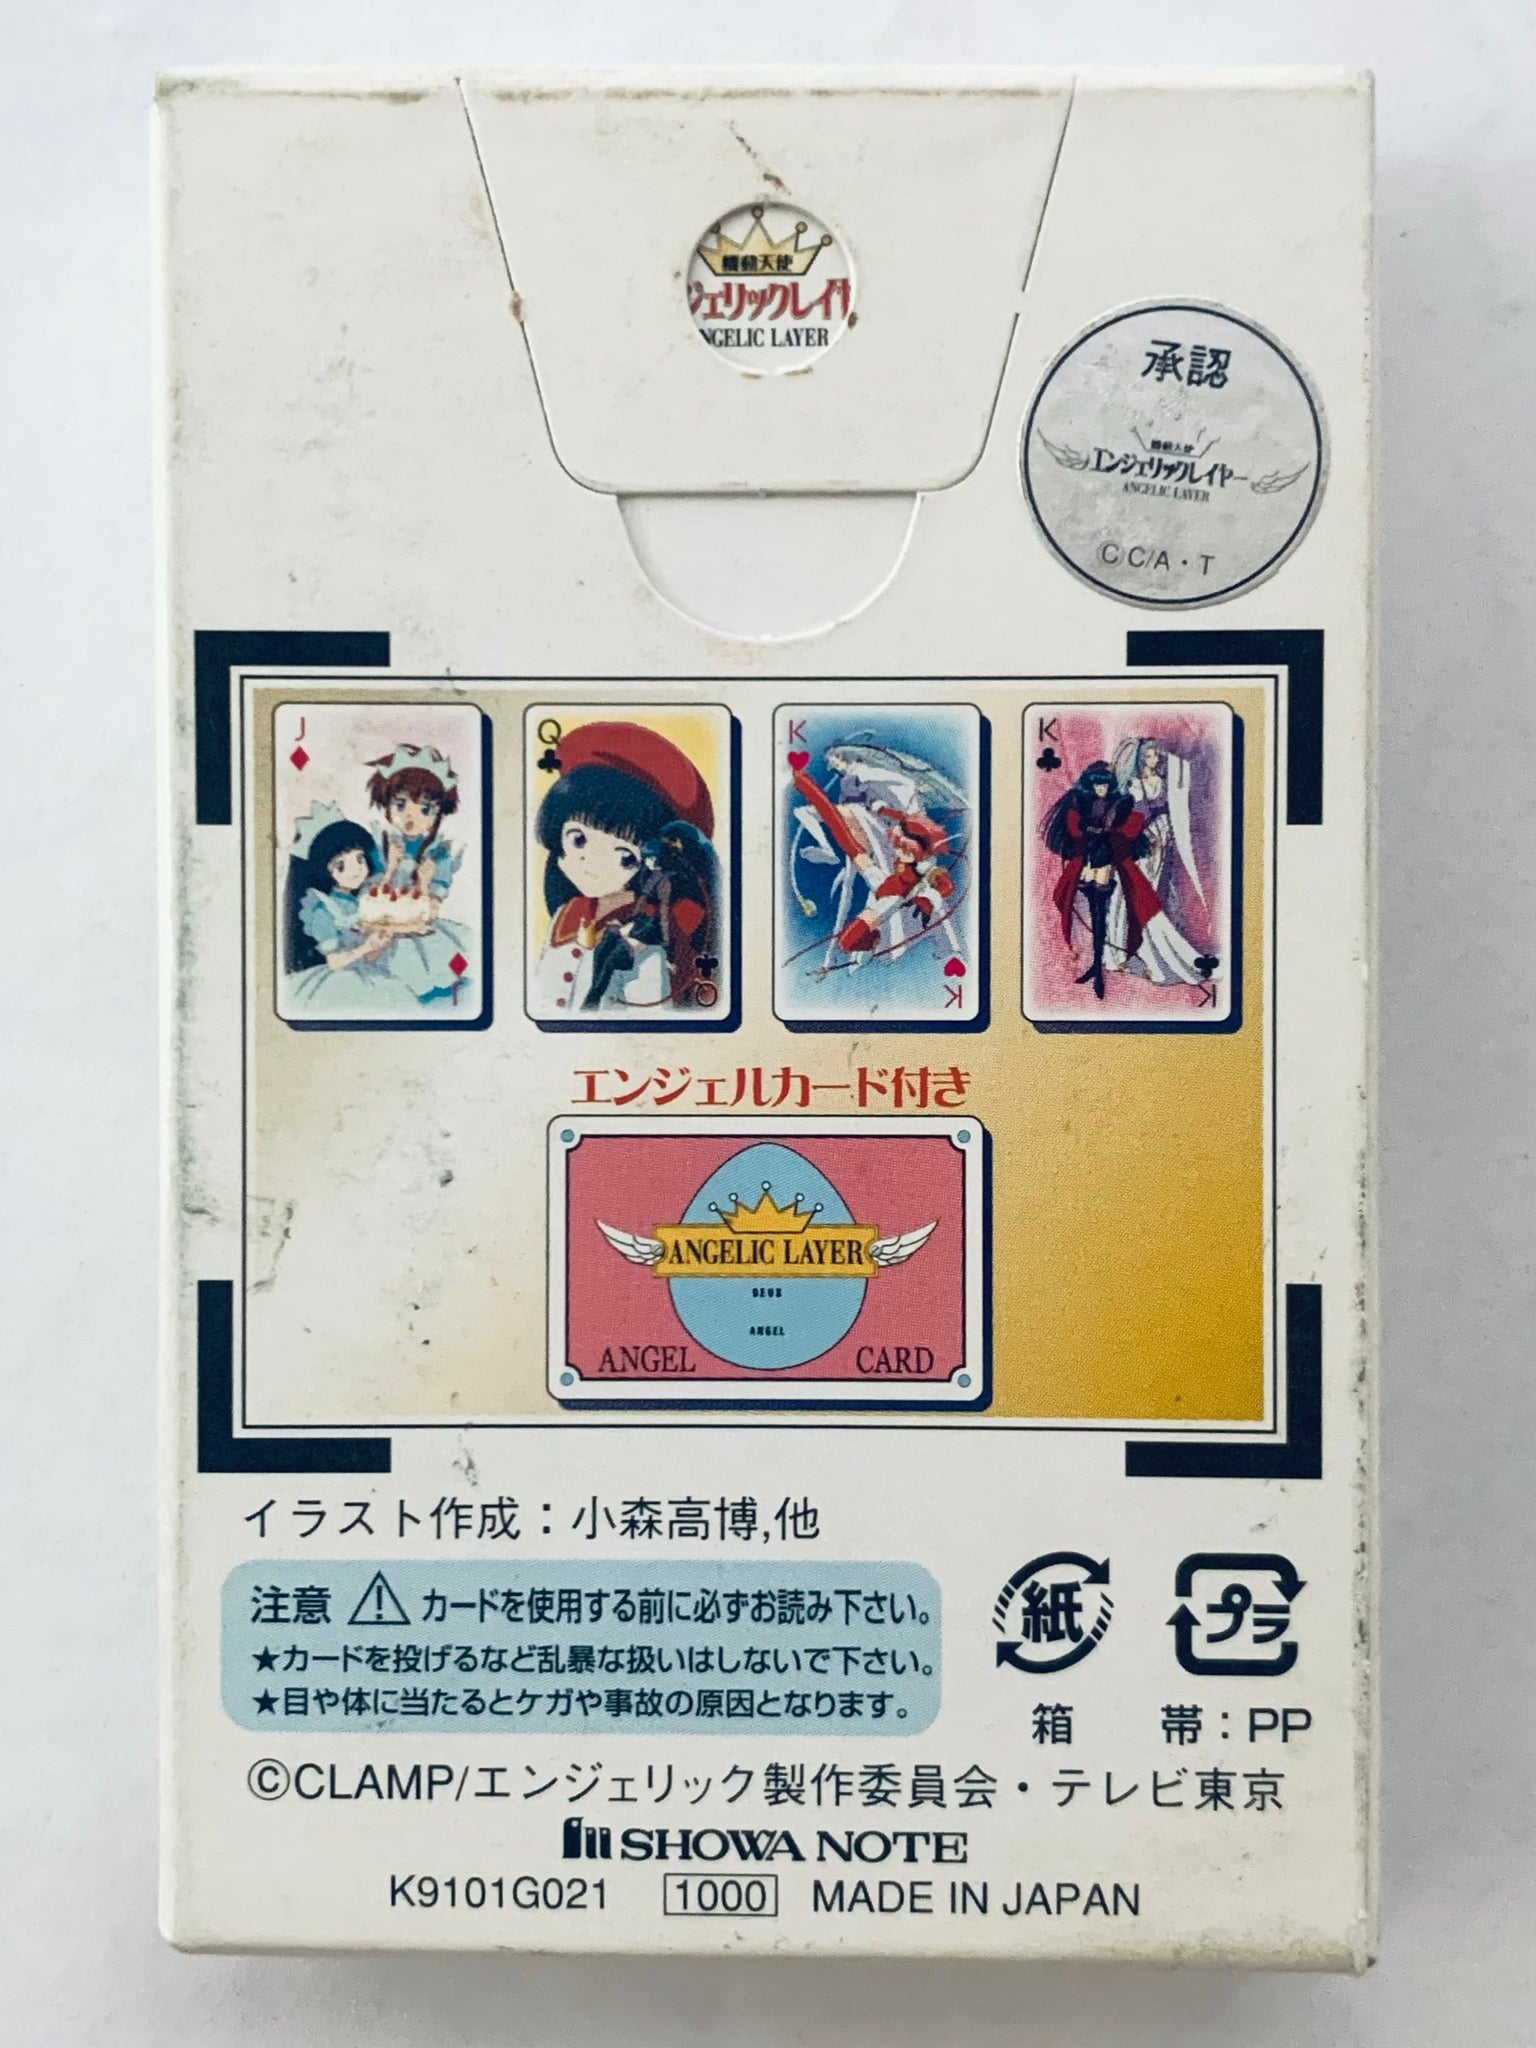 機動天使
ジェリックレイヤ
NGELIC LAYER
承認
機動天使
エンジェリックレイヤー
ANGELIC LAYER
©C/A・T
J
J
Q
Q
K
K
K
K
エンジェルカード付き
ANGELIC LAYER
DEUX
ANGEL
ANGEL CARD
イラスト作成：小森高博,他
注意 ! カードを使用する前に必ずお読み下さい。
★カードを投げるなど乱暴な扱いはしないで下さい。
★目や体に当たるとケガや事故の原因となります。
紙 プラ
箱 帯：PP
©CLAMP/エンジェリック製作委員会・テレビ東京
SHOWA NOTE
K9101G021 1000 MADE IN JAPAN